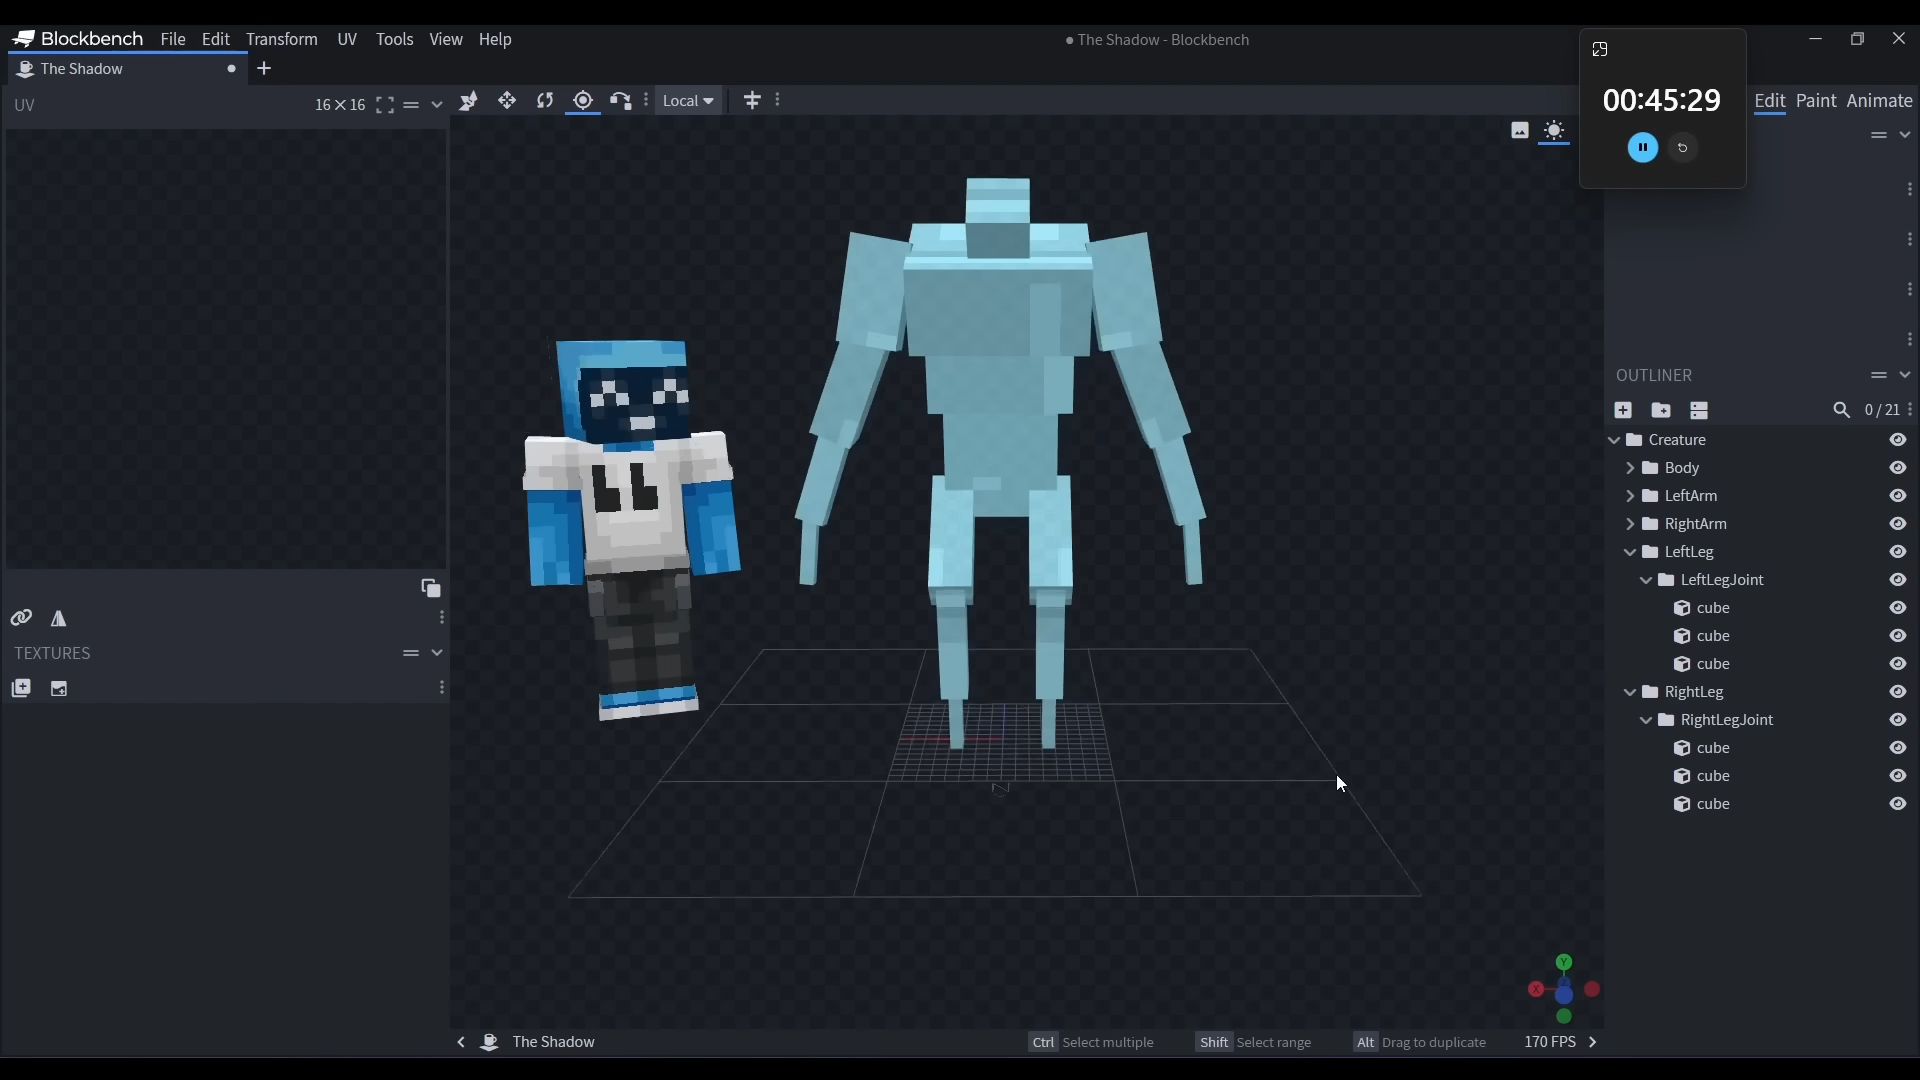 Blockbench File Edit Transform UV Tools View Help
The Shadow - Blockbench
The Shadow
00:45:29
UV 16×16
Local
Edit Paint Animate
OUTLINER
0 / 21
Creature
Body
LeftArm
RightArm
LeftLeg
LeftLegJoint
cube
cube
cube
RightLeg
RightLegJoint
cube
cube
cube
TEXTURES
Y
X
The Shadow
Ctrl Select multiple Shift Select range Alt Drag to duplicate 170 FPS